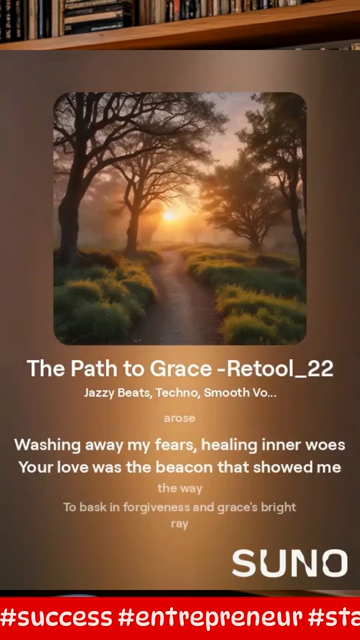 The Path to Grace -Retool_22
Jazzy Beats, Techno, Smooth Vo...
arose
Washing away my fears, healing inner woes
Your love was the beacon that showed me
the way
To bask in forgiveness and grace's bright
ray
SUNO
#success #entrepreneur #sta